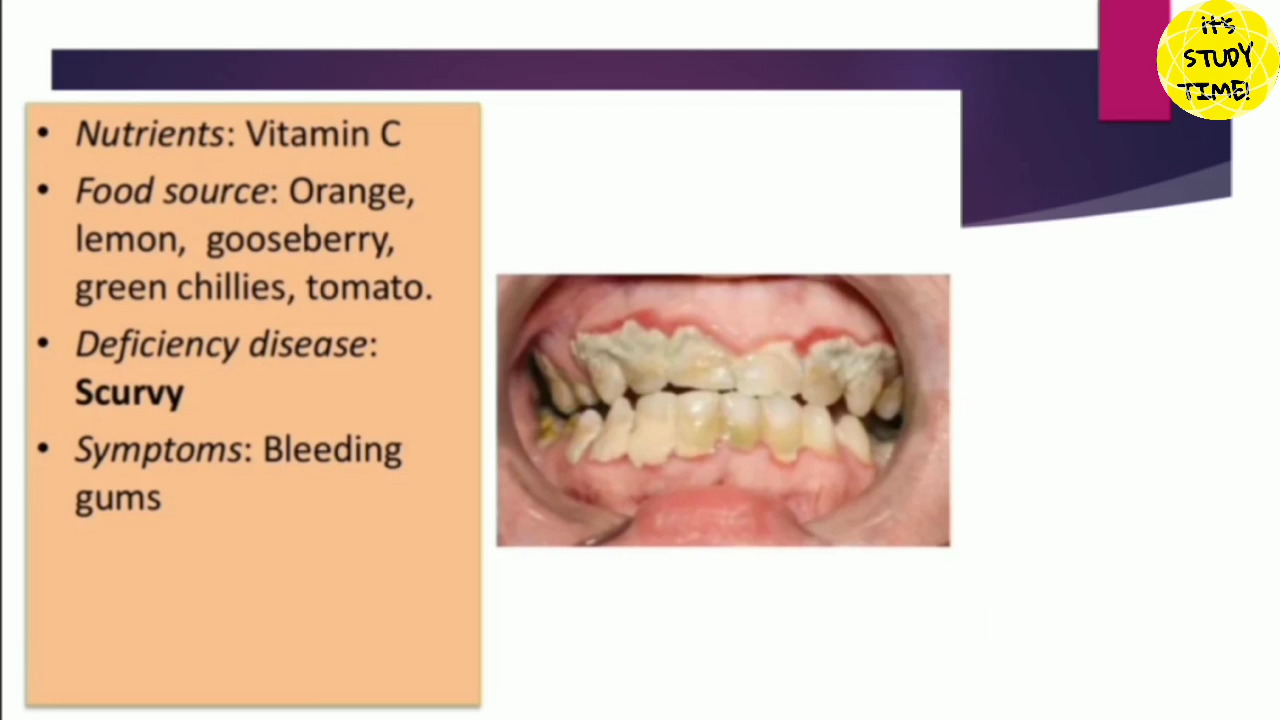 • Nutrients: Vitamin C
• Food source: Orange,
lemon, gooseberry,
green chillies, tomato.
• Deficiency disease:
Scurvy
• Symptoms: Bleeding
gums
it's
STUDY
TIME!